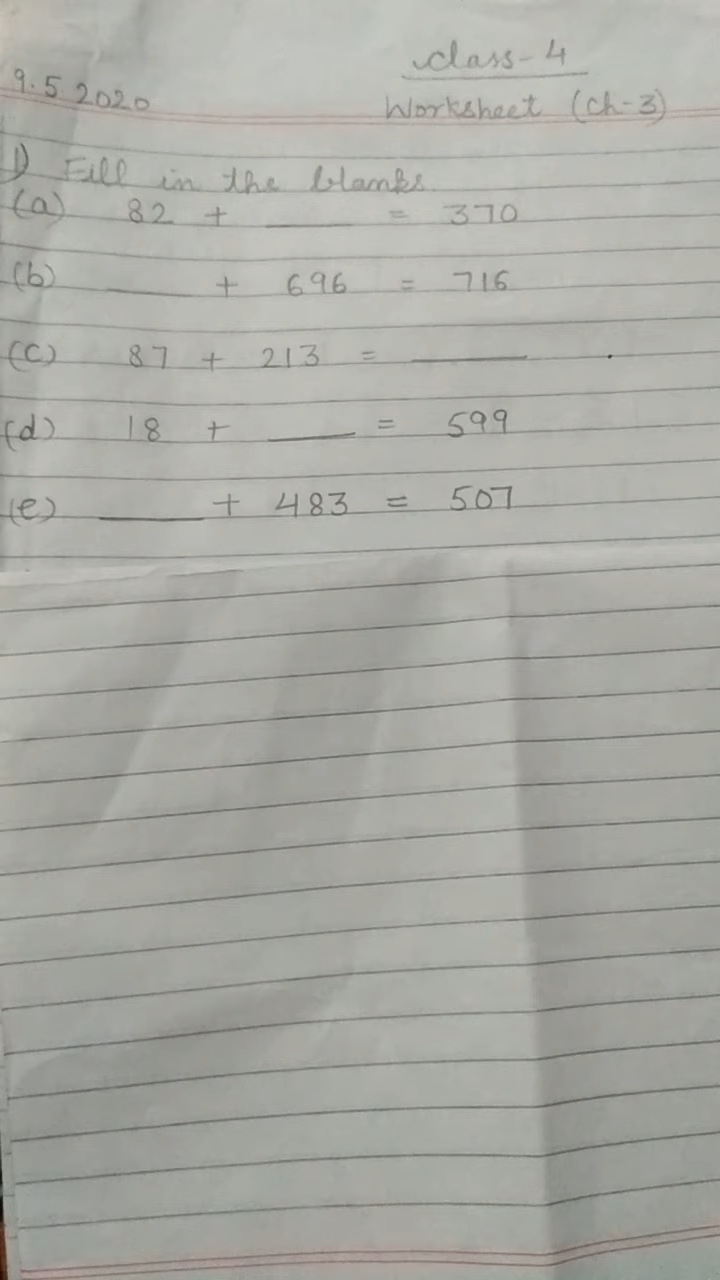 Class-4
9.5.2020
Worksheet (Ch-3)
1) Fill in the blanks.
(a) 82 + ____ = 370
(b) ____ + 696 = 716
(c) 87 + 213 = ____ .
(d) 18 + ____ = 599
(e) ____ + 483 = 507